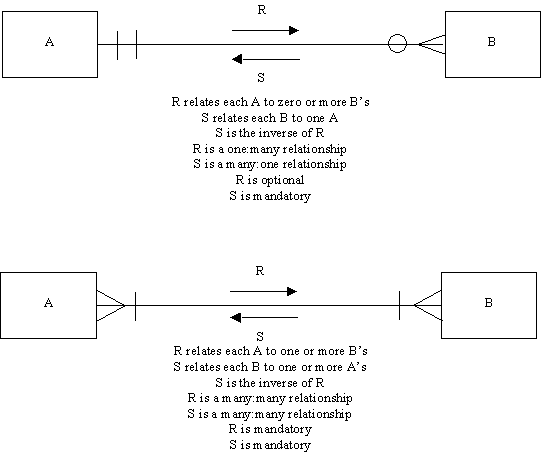 R
A
B
S
R relates each A to zero or more B's
S relates each B to one A
S is the inverse of R
R is a one:many relationship
S is a many:one relationship
R is optional
S is mandatory
R
A
B
S
R relates each A to one or more B's
S relates each B to one or more A's
S is the inverse of R
R is a many:many relationship
S is a many:many relationship
R is mandatory
S is mandatory